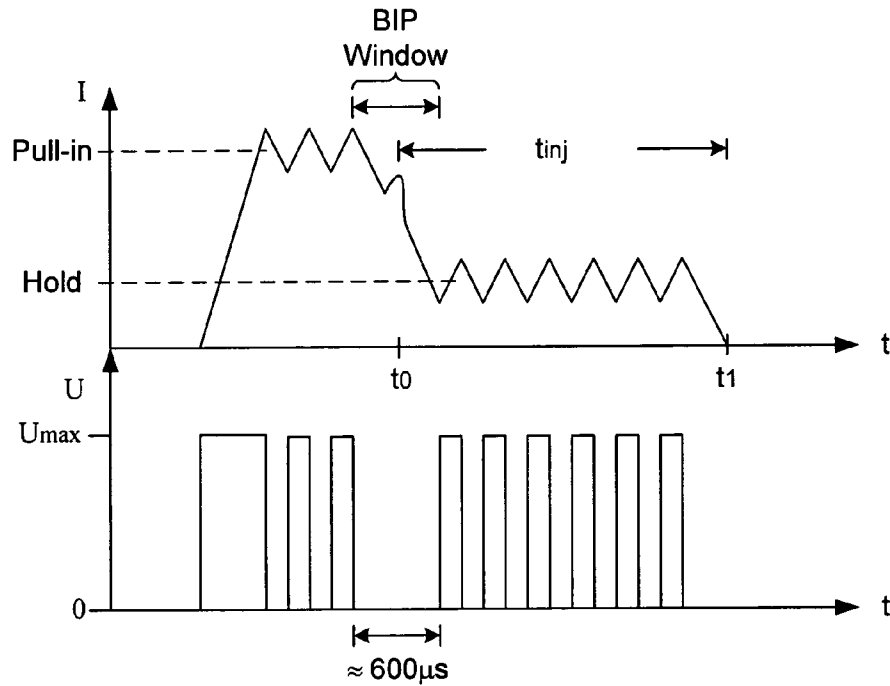 BIP
Window
I
Pull-in
tinj
Hold
t
t0
t1
U
Umax
0
t
≈ 600µs